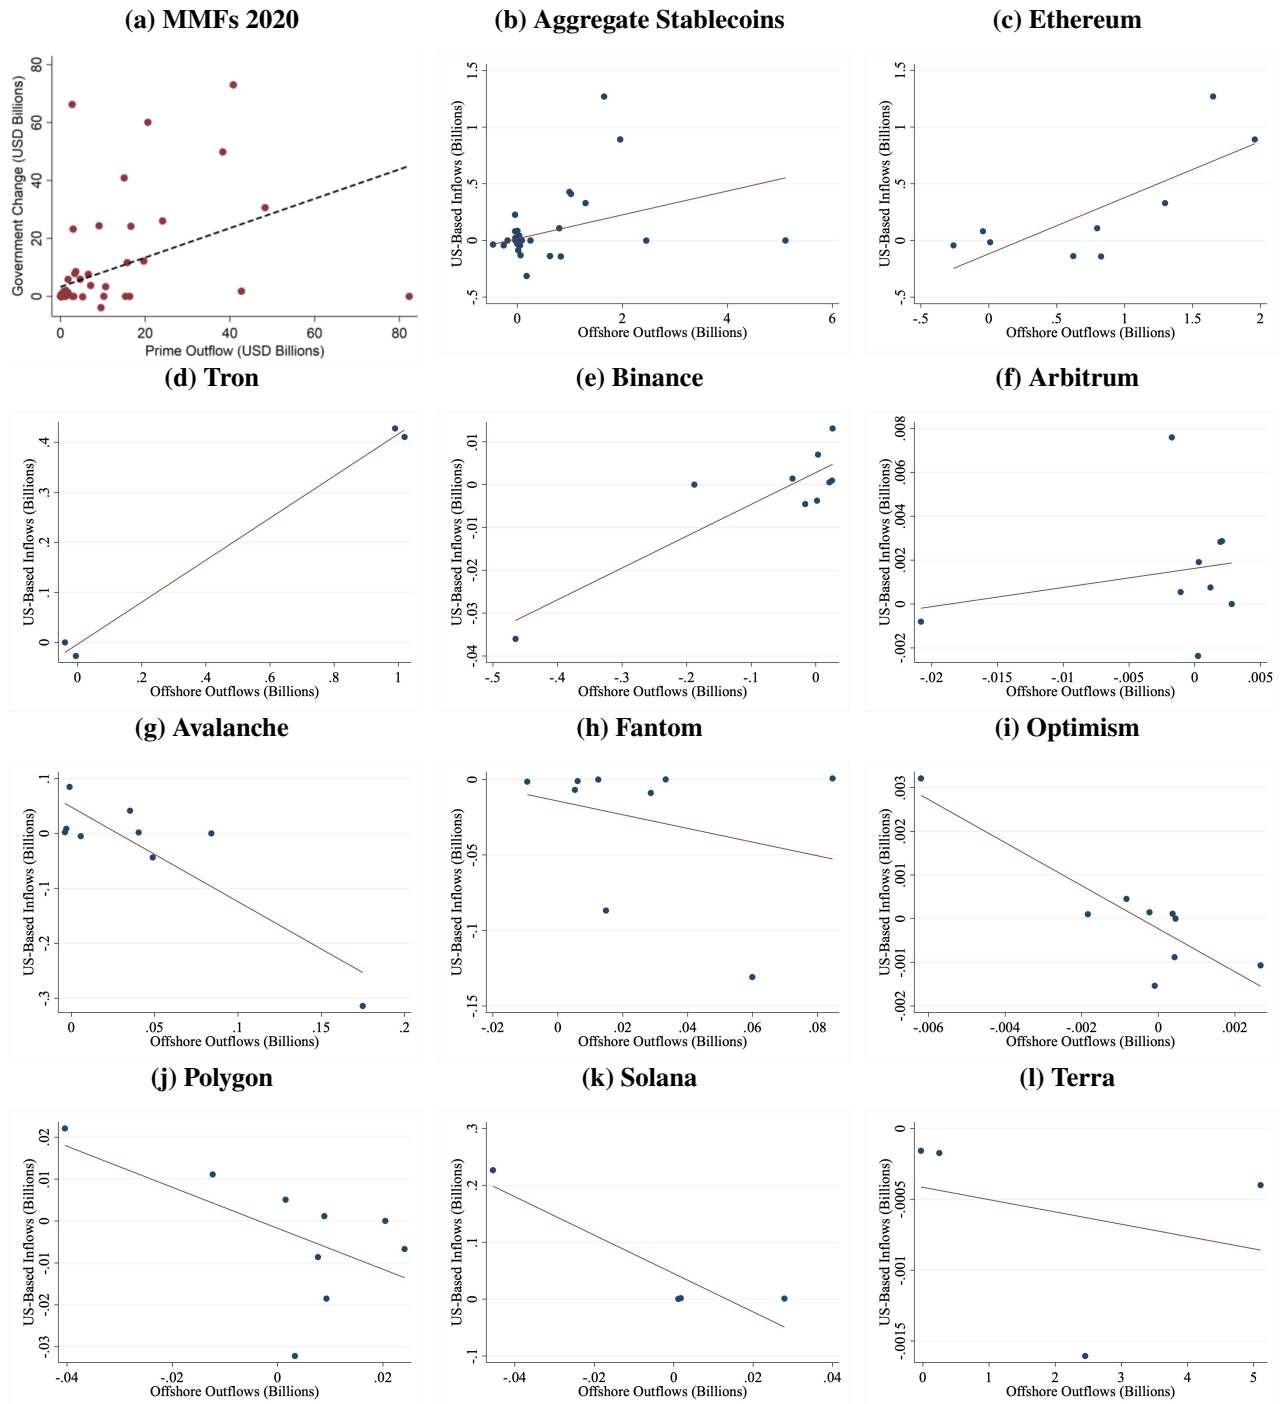 (a) MMFs 2020
(b) Aggregate Stablecoins
(c) Ethereum
Government Change (USD Billions)
80
60
40
20
0
0 20 40 60 80
Prime Outflow (USD Billions)
US-Based Inflows (Billions)
1.5
1
.5
0
-.5
0 2 4 6
Offshore Outflows (Billions)
US-Based Inflows (Billions)
1.5
1
.5
0
-.5
-.5 0 .5 1 1.5 2
Offshore Outflows (Billions)
(d) Tron
(e) Binance
(f) Arbitrum
US-Based Inflows (Billions)
.4
.3
.2
.1
0
0 .2 .4 .6 .8 1
Offshore Outflows (Billions)
US-Based Inflows (Billions)
.01
0
-.01
-.02
-.03
-.04
-.5 -.4 -.3 -.2 -.1 0
Offshore Outflows (Billions)
US-Based Inflows (Billions)
.008
.006
.004
.002
0
-.002
-.02 -.015 -.01 -.005 0 .005
Offshore Outflows (Billions)
(g) Avalanche
(h) Fantom
(i) Optimism
US-Based Inflows (Billions)
.1
0
-.1
-.2
-.3
0 .05 .1 .15 .2
Offshore Outflows (Billions)
US-Based Inflows (Billions)
0
-.05
-.1
-.15
-.02 0 .02 .04 .06 .08
Offshore Outflows (Billions)
US-Based Inflows (Billions)
.003
.002
.001
0
-.001
-.002
-.006 -.004 -.002 0 .002
Offshore Outflows (Billions)
(j) Polygon
(k) Solana
(l) Terra
US-Based Inflows (Billions)
.02
.01
0
-.01
-.02
-.03
-.04 -.02 0 .02
Offshore Outflows (Billions)
US-Based Inflows (Billions)
.3
.2
.1
0
-.1
-.04 -.02 0 .02 .04
Offshore Outflows (Billions)
US-Based Inflows (Billions)
0
-.0005
-.001
-.0015
0 1 2 3 4 5
Offshore Outflows (Billions)